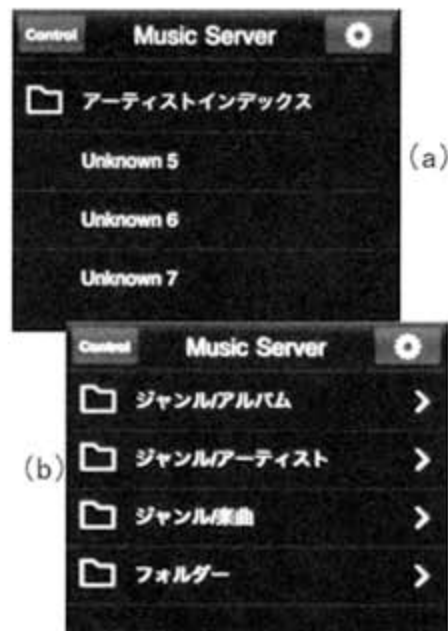 Control Music Server
アーティストインデックス
Unknown 5
(a)
Unknown 6
Unknown 7
Control Music Server
ジャンル/アルバム
ジャンル/アーティスト
(b)
ジャンル/楽曲
フォルダー